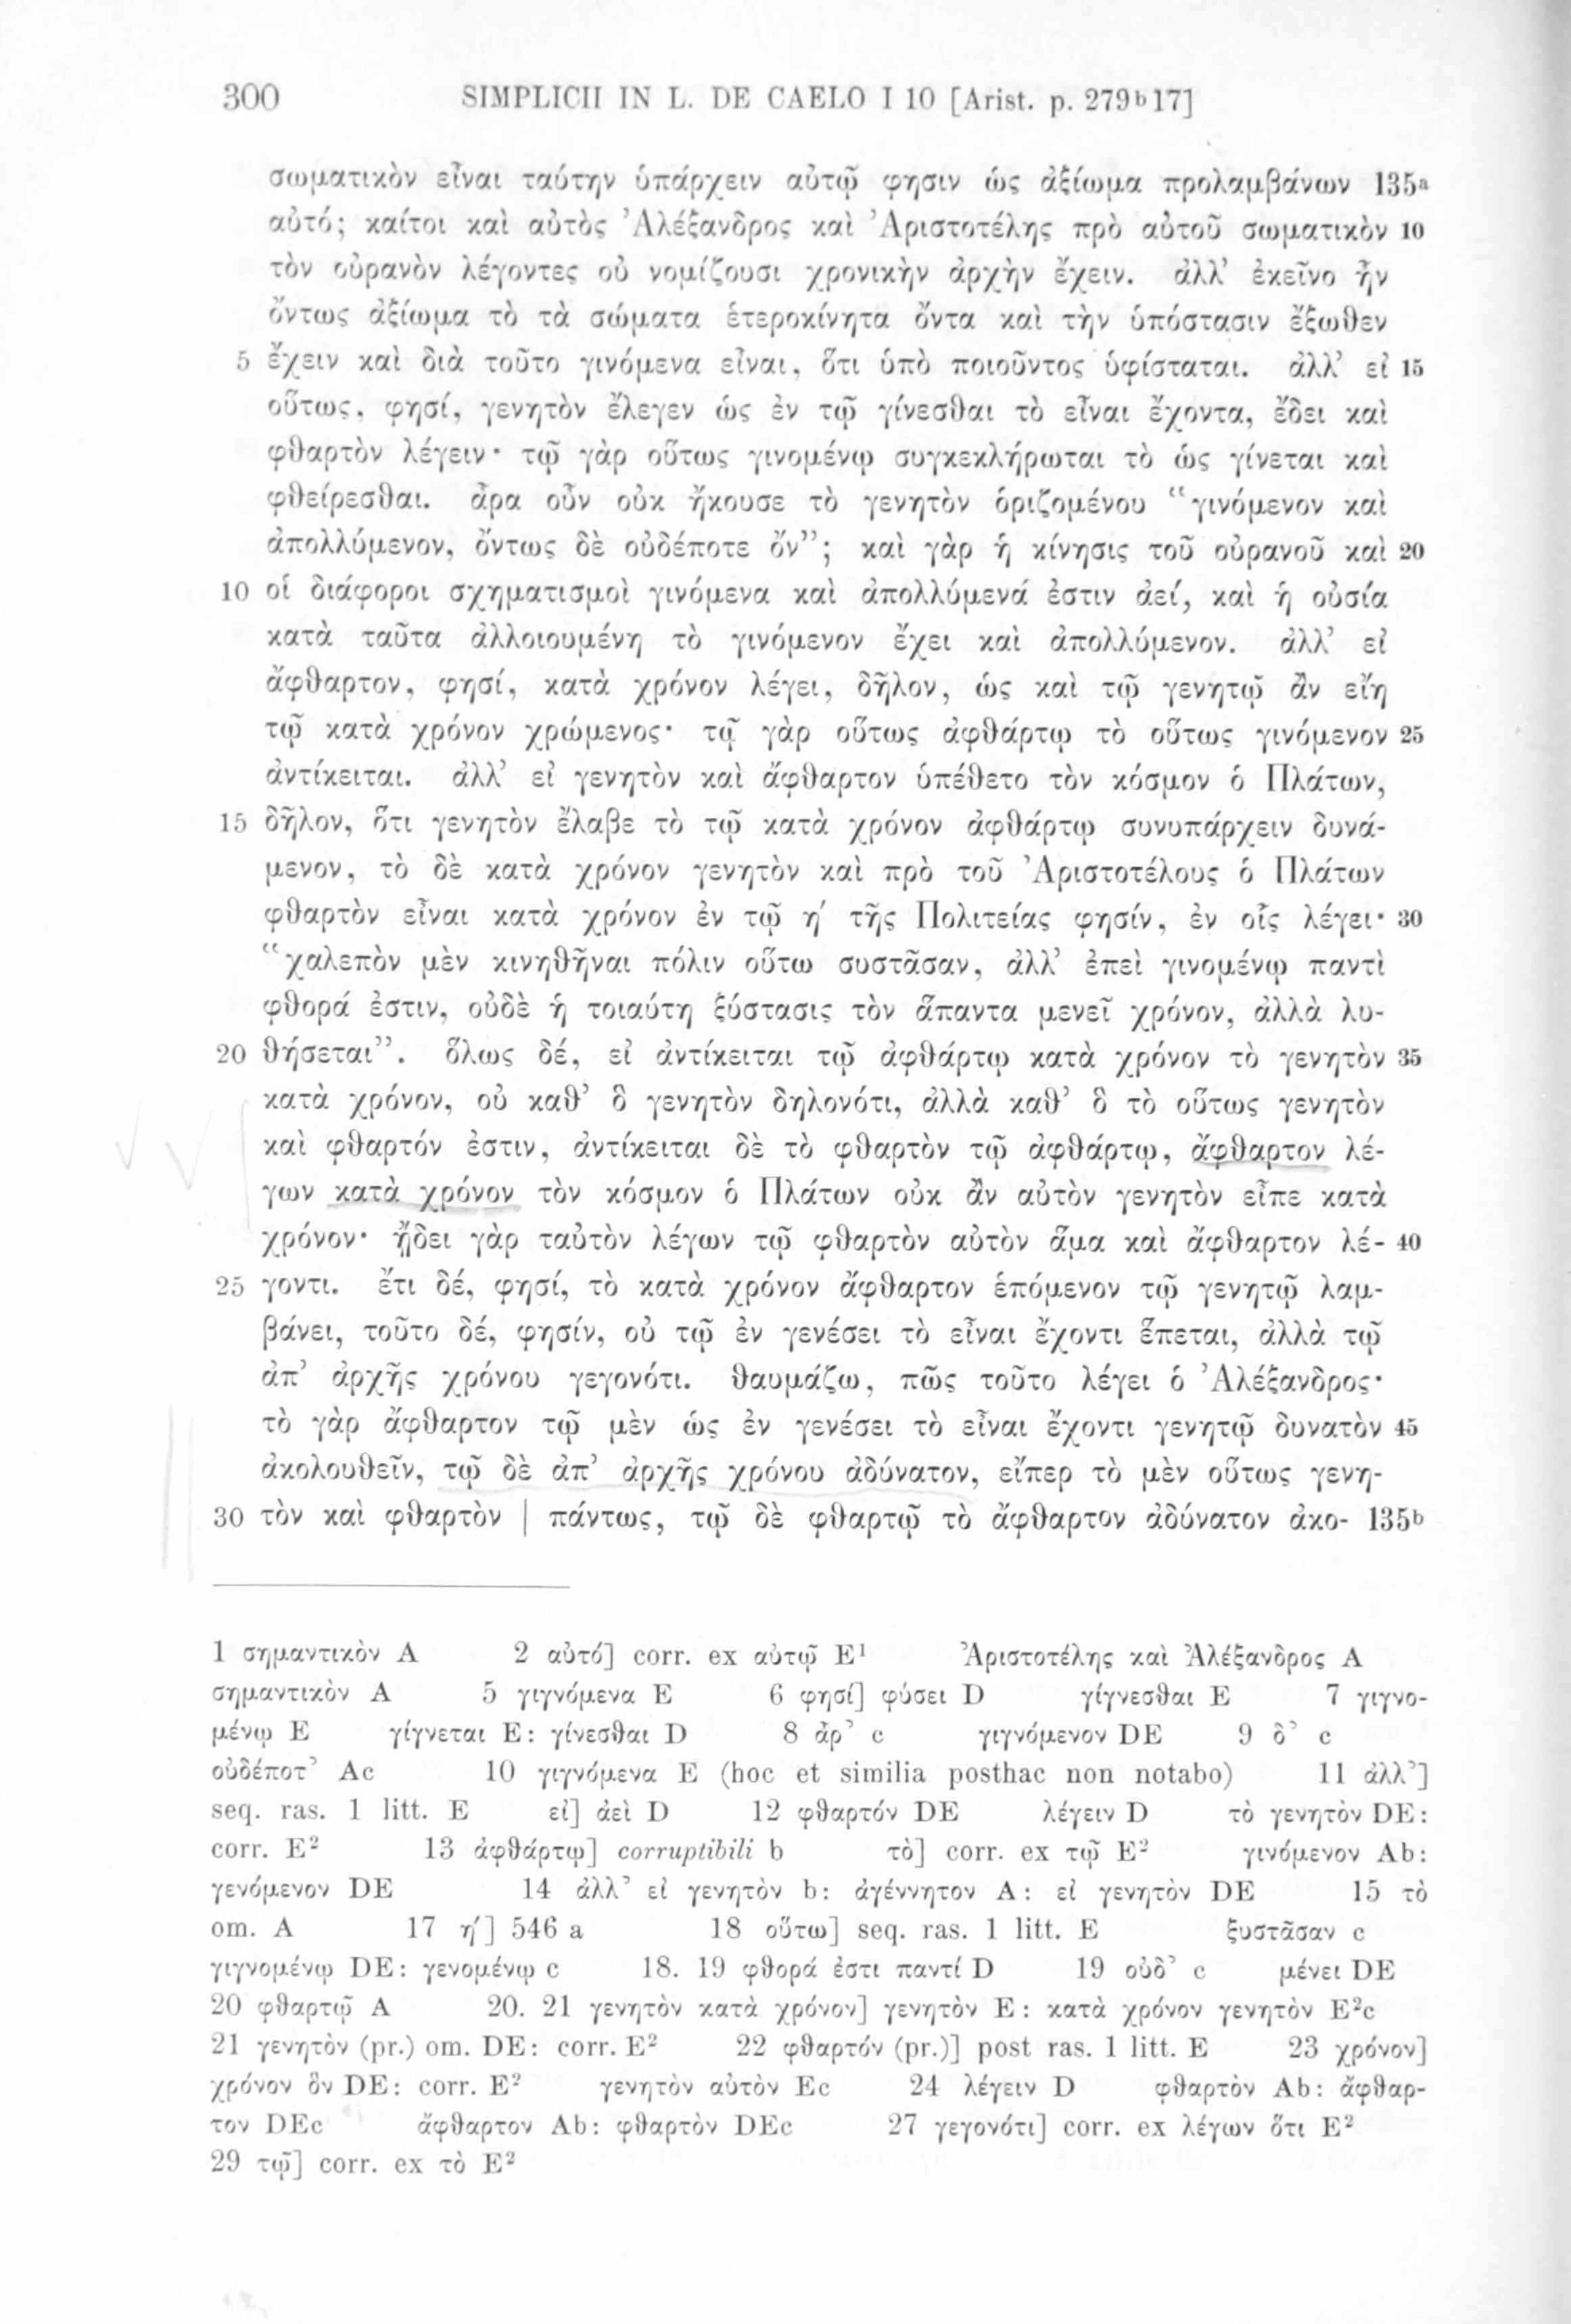 300 SIMPLICII IN L. DE CAELO I 10 [Arist. p. 279ᵇ17]
σωματικὸν εἶναι ταύτην ὑπάρχειν αὐτῷ φησιν ὡς ἀξίωμα προλαμβάνων 135ᵃ
αὐτό; καίτοι καὶ αὐτὸς Ἀλέξανδρος καὶ Ἀριστοτέλης πρὸ αὐτοῦ σωματικὸν 10
τὸν οὐρανὸν λέγοντες οὐ νομίζουσι χρονικὴν ἀρχὴν ἔχειν. ἀλλ’ ἐκεῖνο ἦν
ὄντως ἀξίωμα τὸ τὰ σώματα ἑτεροκίνητα ὄντα καὶ τὴν ὑπόστασιν ἔξωθεν
5 ἔχειν καὶ διὰ τοῦτο γινόμενα εἶναι, ὅτι ὑπὸ ποιοῦντος ὑφίσταται. ἀλλ’ εἰ 15
οὕτως, φησί, γενητὸν ἔλεγεν ὡς ἐν τῷ γίνεσθαι τὸ εἶναι ἔχοντα, ἔδει καὶ
φθαρτὸν λέγειν· τῷ γὰρ οὕτως γινομένῳ συγκεκλήρωται τὸ ὡς γίνεται καὶ
φθείρεσθαι. ἆρα οὖν οὐκ ἤκουσε τὸ γενητὸν ὁριζομένου “γινόμενον καὶ
ἀπολλύμενον, ὄντως δὲ οὐδέποτε ὄν”; καὶ γὰρ ἡ κίνησις τοῦ οὐρανοῦ καὶ 20
10 οἱ διάφοροι σχηματισμοὶ γινόμενα καὶ ἀπολλύμενά ἐστιν ἀεί, καὶ ἡ οὐσία
κατὰ ταῦτα ἀλλοιουμένη τὸ γινόμενον ἔχει καὶ ἀπολλύμενον. ἀλλ’ εἰ
ἄφθαρτον, φησί, κατὰ χρόνον λέγει, δῆλον, ὡς καὶ τῷ γενητῷ ἂν εἴη
τῷ κατὰ χρόνον χρώμενος· τῷ γὰρ οὕτως ἀφθάρτῳ τὸ οὕτως γινόμενον 25
ἀντίκειται. ἀλλ’ εἰ γενητὸν καὶ ἄφθαρτον ὑπέθετο τὸν κόσμον ὁ Πλάτων,
15 δῆλον, ὅτι γενητὸν ἔλαβε τὸ τῷ κατὰ χρόνον ἀφθάρτῳ συνυπάρχειν δυνά-
μενον, τὸ δὲ κατὰ χρόνον γενητὸν καὶ πρὸ τοῦ Ἀριστοτέλους ὁ Πλάτων
φθαρτὸν εἶναι κατὰ χρόνον ἐν τῷ η′ τῆς Πολιτείας φησίν, ἐν οἷς λέγει· 30
“χαλεπὸν μὲν κινηθῆναι πόλιν οὕτω συστᾶσαν, ἀλλ’ ἐπεὶ γινομένῳ παντὶ
φθορά ἐστιν, οὐδὲ ἡ τοιαύτη ξύστασις τὸν ἅπαντα μενεῖ χρόνον, ἀλλὰ λυ-
20 θήσεται”. ὅλως δέ, εἰ ἀντίκειται τῷ ἀφθάρτῳ κατὰ χρόνον τὸ γενητὸν 35
κατὰ χρόνον, οὐ καθ’ ὃ γενητὸν δηλονότι, ἀλλὰ καθ’ ὃ τὸ οὕτως γενητὸν
καὶ φθαρτόν ἐστιν, ἀντίκειται δὲ τὸ φθαρτὸν τῷ ἀφθάρτῳ, ἄφθαρτον λέ-
γων κατὰ χρόνον τὸν κόσμον ὁ Πλάτων οὐκ ἂν αὐτὸν γενητὸν εἶπε κατὰ
χρόνον· ᾔδει γὰρ ταὐτὸν λέγων τῷ φθαρτὸν αὐτὸν ἅμα καὶ ἄφθαρτον λέ- 40
25 γοντι. ἔτι δέ, φησί, τὸ κατὰ χρόνον ἄφθαρτον ἑπόμενον τῷ γενητῷ λαμ-
βάνει, τοῦτο δέ, φησίν, οὐ τῷ ἐν γενέσει τὸ εἶναι ἔχοντι ἕπεται, ἀλλὰ τῷ
ἀπ’ ἀρχῆς χρόνου γεγονότι. θαυμάζω, πῶς τοῦτο λέγει ὁ Ἀλέξανδρος·
τὸ γὰρ ἄφθαρτον τῷ μὲν ὡς ἐν γενέσει τὸ εἶναι ἔχοντι γενητῷ δυνατὸν 45
ἀκολουθεῖν, τῷ δὲ ἀπ’ ἀρχῆς χρόνου ἀδύνατον, εἴπερ τὸ μὲν οὕτως γενη-
30 τὸν καὶ φθαρτὸν | πάντως, τῷ δὲ φθαρτῷ τὸ ἄφθαρτον ἀδύνατον ἀκο- 135ᵇ
1 σημαντικὸν A 2 αὐτό] corr. ex αὐτῷ E¹ Ἀριστοτέλης καὶ Ἀλέξανδρος A
σημαντικὸν A 5 γιγνόμενα E 6 φησί] φύσει D γίγνεσθαι E 7 γιγνο-
μένῳ E γίγνεται E: γίνεσθαι D 8 ἆρ’ c γιγνόμενον DE 9 δ’ c
οὐδέποτ’ Ac 10 γιγνόμενα E (hoc et similia posthac non notabo) 11 ἀλλ’]
seq. ras. 1 litt. E εἰ] ἀεὶ D 12 φθαρτόν DE λέγειν D τὸ γενητὸν DE:
corr. E² 13 ἀφθάρτῳ] corruptibili b τὸ] corr. ex τῷ E² γινόμενον Ab:
γενόμενον DE 14 ἀλλ’ εἰ γενητὸν b: ἀγέννητον A: εἰ γενητὸν DE 15 τὸ
om. A 17 η′] 546 a 18 οὕτω] seq. ras. 1 litt. E ξυστᾶσαν c
γιγνομένῳ DE: γενομένῳ c 18. 19 φθορά ἐστι παντί D 19 οὐδ’ c μένει DE
20 φθαρτῷ A 20. 21 γενητὸν κατὰ χρόνον] γενητὸν E: κατὰ χρόνον γενητὸν E²c
21 γενητὸν (pr.) om. DE: corr. E² 22 φθαρτόν (pr.)] post ras. 1 litt. E 23 χρόνον]
χρόνον ὂν DE: corr. E² γενητὸν αὐτὸν Ec 24 λέγειν D φθαρτὸν Ab: ἄφθαρ-
τον DEc ἄφθαρτον Ab: φθαρτὸν DEc 27 γεγονότι] corr. ex λέγων ὅτι E²
29 τῷ] corr. ex τὸ E²